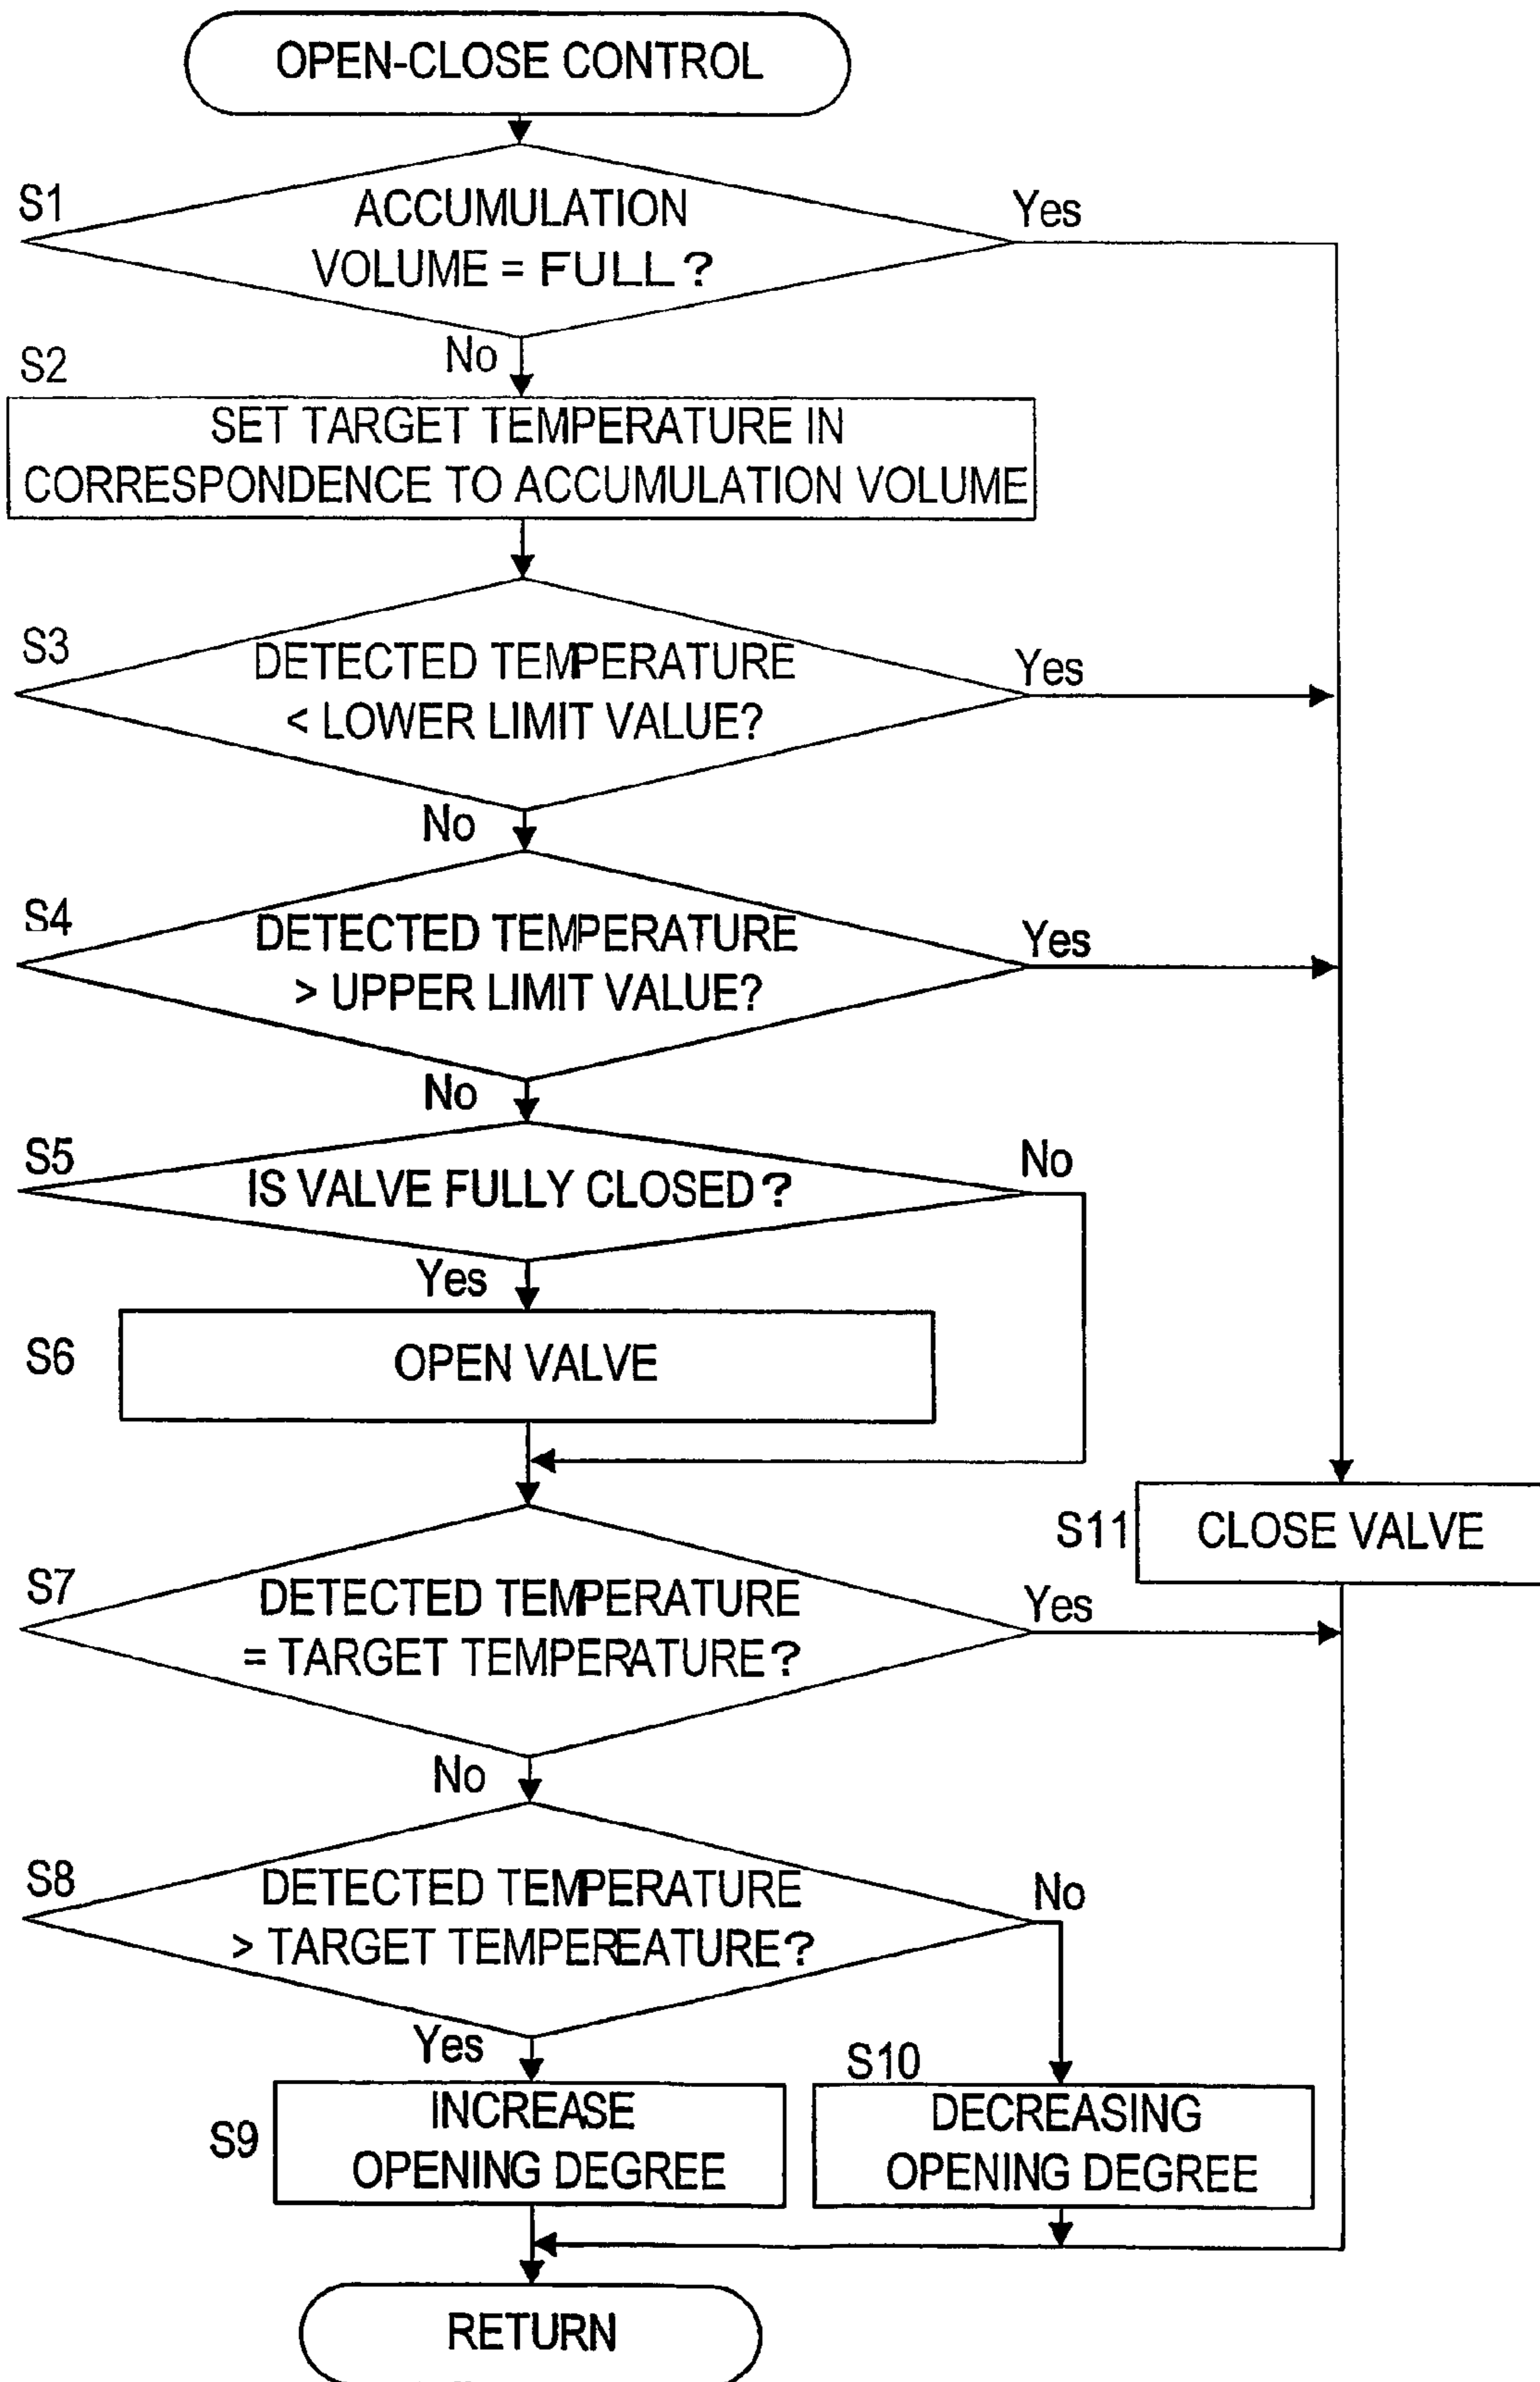 OPEN-CLOSE CONTROL
S1
ACCUMULATION
VOLUME = FULL?
Yes
No
S2
SET TARGET TEMPERATURE IN
CORRESPONDENCE TO ACCUMULATION VOLUME
S3
DETECTED TEMPERATURE
< LOWER LIMIT VALUE?
Yes
No
S4
DETECTED TEMPERATURE
> UPPER LIMIT VALUE?
Yes
No
S5
IS VALVE FULLY CLOSED?
No
Yes
S6
OPEN VALVE
S11
CLOSE VALVE
S7
DETECTED TEMPERATURE
= TARGET TEMPERATURE?
Yes
No
S8
DETECTED TEMPERATURE
> TARGET TEMPEREATURE?
No
Yes
S9
INCREASE
OPENING DEGREE
S10
DECREASING
OPENING DEGREE
RETURN